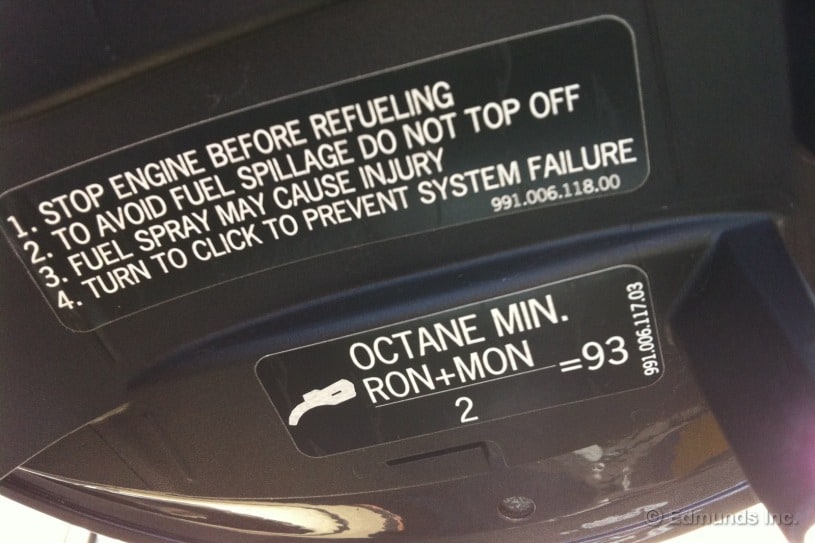 1. STOP ENGINE BEFORE REFUELING
2. TO AVOID FUEL SPILLAGE DO NOT TOP OFF
3. FUEL SPRAY MAY CAUSE INJURY
4. TURN TO CLICK TO PREVENT SYSTEM FAILURE
991.006.118.00
OCTANE MIN.
RON+MON =93
2
991.006.117.03
© Edmunds Inc.